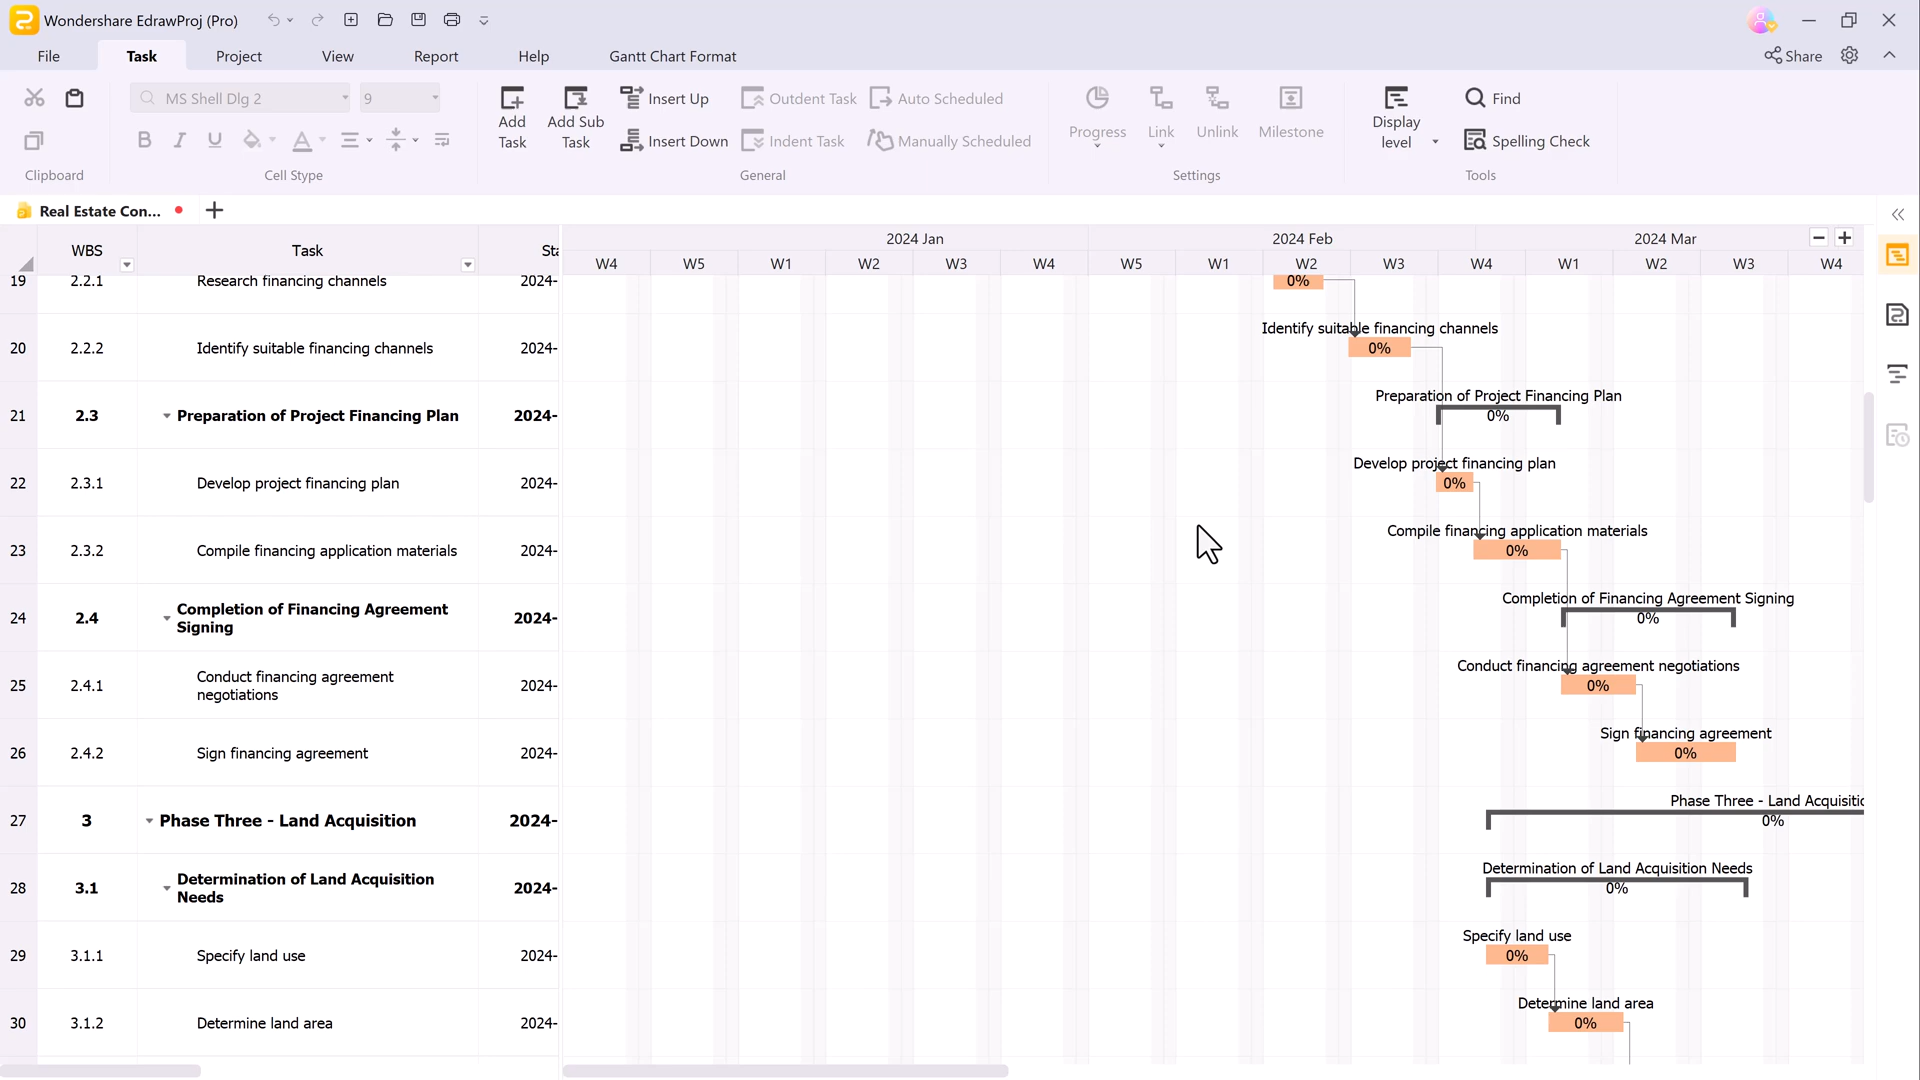 Wondershare EdrawProj (Pro)
File
Task
Project
View
Report
Help
Gantt Chart Format
Share
MS Shell Dlg 2
9
B
I
U
A
Clipboard
Cell Stype
Add Task
Add Sub Task
Insert Up
Insert Down
Outdent Task
Indent Task
Auto Scheduled
Manually Scheduled
General
Progress
Link
Unlink
Milestone
Settings
Display level
Find
Spelling Check
Tools
Real Estate Con...
WBS
Task
Sta
2024 Jan
2024 Feb
2024 Mar
W4 W5 W1 W2 W3 W4 W5 W1 W2 W3 W4 W1 W2 W3 W4
19 2.2.1 Research financing channels 2024-
0%
20 2.2.2 Identify suitable financing channels 2024-
Identify suitable financing channels
0%
21 2.3 Preparation of Project Financing Plan 2024-
Preparation of Project Financing Plan
0%
22 2.3.1 Develop project financing plan 2024-
Develop project financing plan
0%
23 2.3.2 Compile financing application materials 2024-
Compile financing application materials
0%
24 2.4 Completion of Financing Agreement
Signing 2024-
Completion of Financing Agreement Signing
0%
25 2.4.1 Conduct financing agreement
negotiations 2024-
Conduct financing agreement negotiations
0%
26 2.4.2 Sign financing agreement 2024-
Sign financing agreement
0%
27 3 Phase Three - Land Acquisition 2024-
Phase Three - Land Acquisitio
0%
28 3.1 Determination of Land Acquisition
Needs 2024-
Determination of Land Acquisition Needs
0%
29 3.1.1 Specify land use 2024-
Specify land use
0%
30 3.1.2 Determine land area 2024-
Determine land area
0%